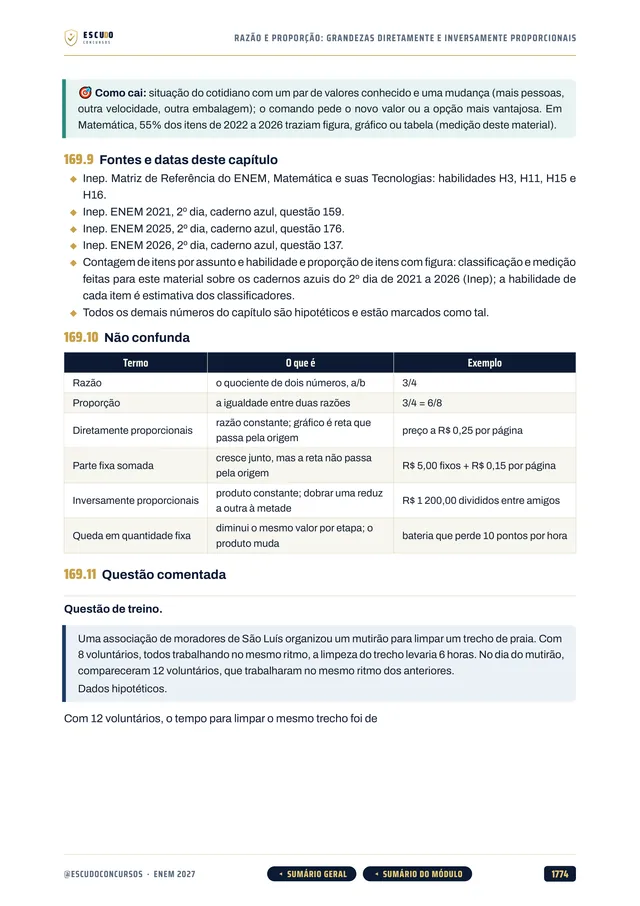 ESCUDO
CONCURSOS
RAZÃO E PROPORÇÃO: GRANDEZAS DIRETAMENTE E INVERSAMENTE PROPORCIONAIS
Como cai: situação do cotidiano com um par de valores conhecido e uma mudança (mais pessoas,
outra velocidade, outra embalagem); o comando pede o novo valor ou a opção mais vantajosa. Em
Matemática, 55% dos itens de 2022 a 2026 traziam figura, gráfico ou tabela (medição deste material).
169.9 Fontes e datas deste capítulo
◆ Inep. Matriz de Referência do ENEM, Matemática e suas Tecnologias: habilidades H3, H11, H15 e
H16.
◆ Inep. ENEM 2021, 2º dia, caderno azul, questão 159.
◆ Inep. ENEM 2025, 2º dia, caderno azul, questão 176.
◆ Inep. ENEM 2026, 2º dia, caderno azul, questão 137.
◆ Contagem de itens por assunto e habilidade e proporção de itens com figura: classificação e medição
feitas para este material sobre os cadernos azuis do 2º dia de 2021 a 2026 (Inep); a habilidade de
cada item é estimativa dos classificadores.
◆ Todos os demais números do capítulo são hipotéticos e estão marcados como tal.
169.10 Não confunda
Termo O que é Exemplo
Razão o quociente de dois números, a/b 3/4
Proporção a igualdade entre duas razões 3/4 = 6/8
Diretamente proporcionais razão constante; gráfico é reta que
passa pela origem preço a R$ 0,25 por página
Parte fixa somada cresce junto, mas a reta não passa
pela origem R$ 5,00 fixos + R$ 0,15 por página
Inversamente proporcionais produto constante; dobrar uma reduz
a outra à metade R$ 1 200,00 divididos entre amigos
Queda em quantidade fixa diminui o mesmo valor por etapa; o
produto muda bateria que perde 10 pontos por hora
169.11 Questão comentada
Questão de treino.
Uma associação de moradores de São Luís organizou um mutirão para limpar um trecho de praia. Com
8 voluntários, todos trabalhando no mesmo ritmo, a limpeza do trecho levaria 6 horas. No dia do mutirão,
compareceram 12 voluntários, que trabalharam no mesmo ritmo dos anteriores.
Dados hipotéticos.
Com 12 voluntários, o tempo para limpar o mesmo trecho foi de
@ESCUDOCONCURSOS - ENEM 2027
SUMÁRIO GERAL
SUMÁRIO DO MÓDULO
1774